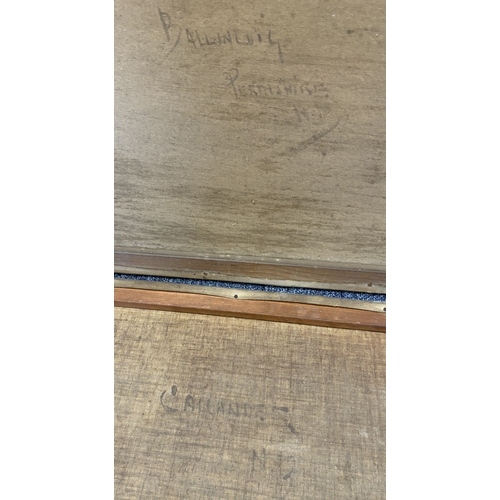 BALLINLUIG
PERTHSHIRE
N.B
CALLANDER
N.B